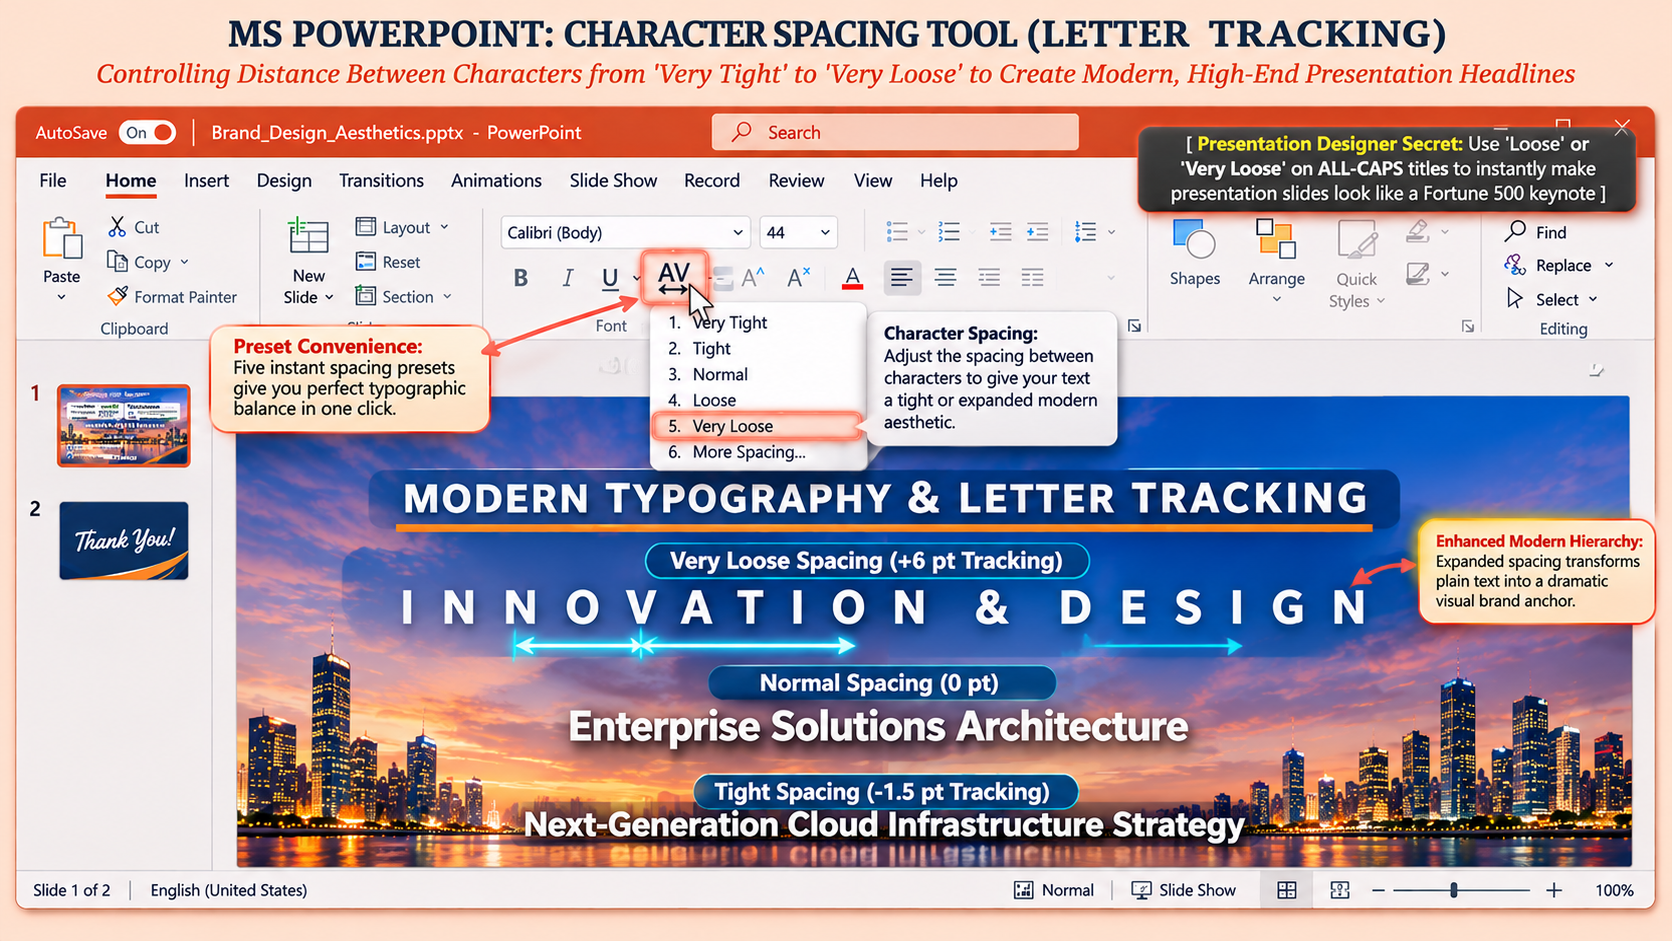 MS POWERPOINT: CHARACTER SPACING TOOL (LETTER TRACKING)
Controlling Distance Between Characters from 'Very Tight' to 'Very Loose' to Create Modern, High-End Presentation Headlines
AutoSave On Brand_Design_Aesthetics.pptx - PowerPoint
Search
[ Presentation Designer Secret: Use 'Loose' or
'Very Loose' on ALL-CAPS titles to instantly make
presentation slides look like a Fortune 500 keynote ]
File Home Insert Design Transitions Animations Slide Show Record Review View Help
Paste
Cut
Copy
Format Painter
Clipboard
New
Slide
Layout
Reset
Section
Calibri (Body) 44
B I U AV A^ A× A
Font
Shapes
Arrange
Quick
Styles
Find
Replace
Select
Editing
1. Very Tight
2. Tight
3. Normal
4. Loose
5. Very Loose
6. More Spacing...
Character Spacing:
Adjust the spacing between
characters to give your text
a tight or expanded modern
aesthetic.
Preset Convenience:
Five instant spacing presets
give you perfect typographic
balance in one click.
1
2
Thank You!
MODERN TYPOGRAPHY & LETTER TRACKING
Very Loose Spacing (+6 pt Tracking)
INNOVATION & DESIGN
Enhanced Modern Hierarchy:
Expanded spacing transforms
plain text into a dramatic
visual brand anchor.
Normal Spacing (0 pt)
Enterprise Solutions Architecture
Tight Spacing (-1.5 pt Tracking)
Next-Generation Cloud Infrastructure Strategy
Slide 1 of 2 English (United States)
Normal Slide Show 100%